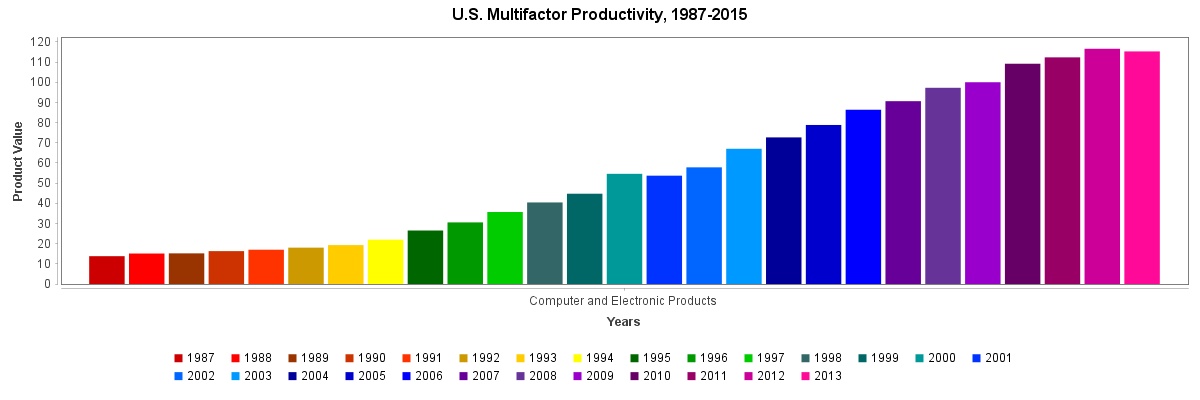 U.S. Multifactor Productivity, 1987-2015
120
110
100
90
80
70
60
50
40
30
20
10
0
Product Value
Computer and Electronic Products
Years
1987 1988 1989 1990 1991 1992 1993 1994 1995 1996 1997 1998 1999 2000 2001
2002 2003 2004 2005 2006 2007 2008 2009 2010 2011 2012 2013